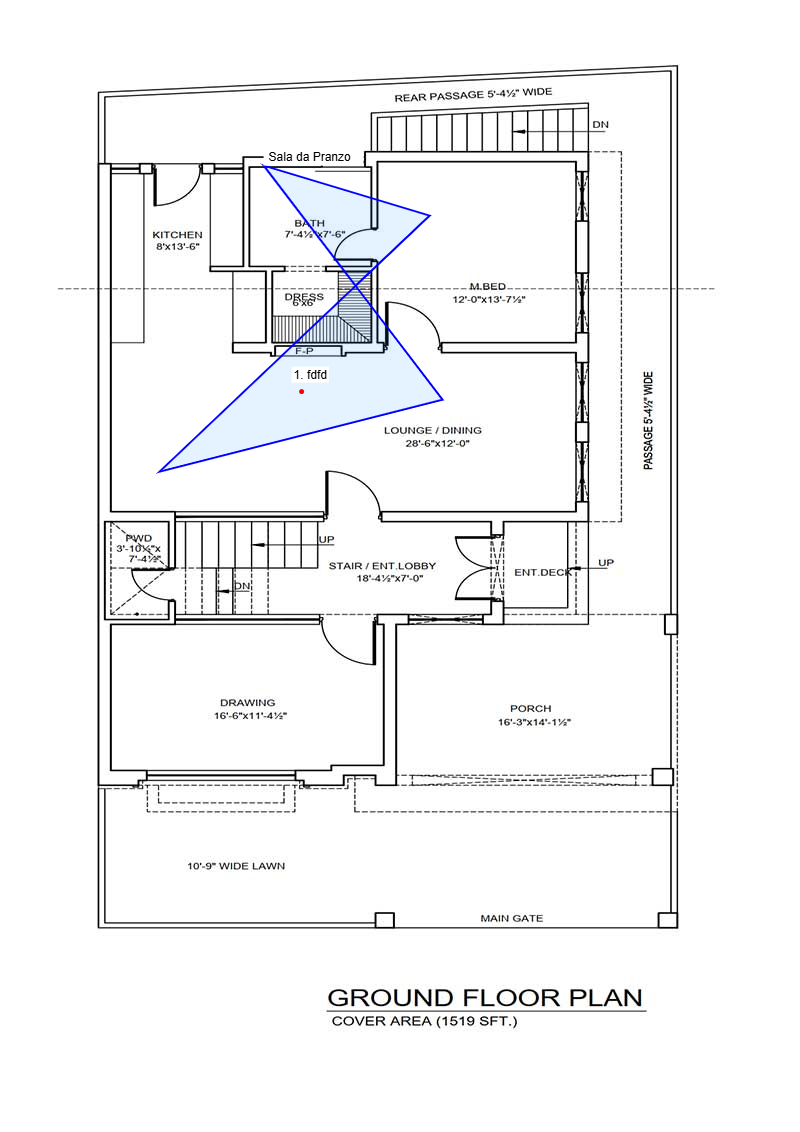 REAR PASSAGE 5'-4½" WIDE
DN
Sala da Pranzo
BATH
7'-4½"x7'-6"
KITCHEN
8'x13'-6"
M.BED
12'-0"x13'-7½"
DRESS
6'x6'
F-P
1. fdfd
LOUNGE / DINING
28'-6"x12'-0"
PASSAGE 5'-4½" WIDE
PWD
3'-10½"x
7'-4½"
UP
STAIR / ENT.LOBBY
18'-4½"x7'-0"
DN
ENT.DECK
UP
DRAWING
16'-6"x11'-4½"
PORCH
16'-3"x14'-1½"
10'-9" WIDE LAWN
MAIN GATE
GROUND FLOOR PLAN
COVER AREA (1519 SFT.)